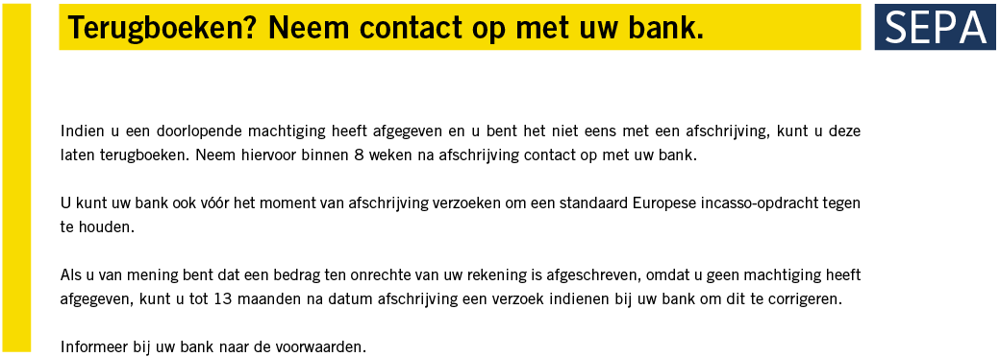 Terugboeken? Neem contact op met uw bank.
SEPA
Indien u een doorlopende machtiging heeft afgegeven en u bent het niet eens met een afschrijving, kunt u deze
laten terugboeken. Neem hiervoor binnen 8 weken na afschrijving contact op met uw bank.
U kunt uw bank ook vóór het moment van afschrijving verzoeken om een standaard Europese incasso-opdracht tegen
te houden.
Als u van mening bent dat een bedrag ten onrechte van uw rekening is afgeschreven, omdat u geen machtiging heeft
afgegeven, kunt u tot 13 maanden na datum afschrijving een verzoek indienen bij uw bank om dit te corrigeren.
Informeer bij uw bank naar de voorwaarden.